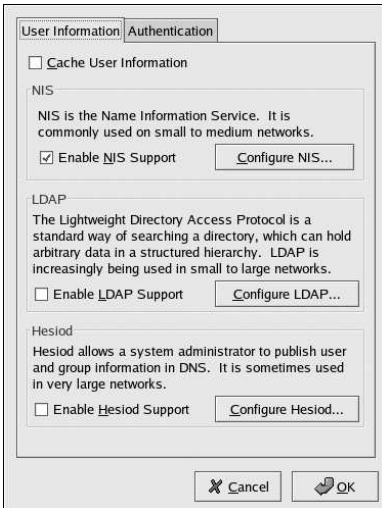 User Information Authentication
Cache User Information
NIS
NIS is the Name Information Service. It is
commonly used on small to medium networks.
Enable NIS Support Configure NIS...
LDAP
The Lightweight Directory Access Protocol is a
standard way of searching a directory, which can hold
arbitrary data in a structured hierarchy. LDAP is
increasingly being used in small to large networks.
Enable LDAP Support Configure LDAP...
Hesiod
Hesiod allows a system administrator to publish user
and group information in DNS. It is sometimes used
in very large networks.
Enable Hesiod Support Configure Hesiod...
Cancel OK